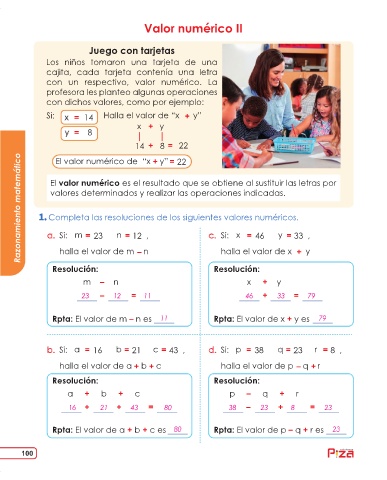 Valor numérico II
Juego con tarjetas
Los niños tomaron una tarjeta de una
cajita, cada tarjeta contenía una letra
con un respectivo, valor numérico. La
profesora les plantea algunas operaciones
con dichos valores, como por ejemplo:
Si: x = 14 Halla el valor de “x + y”
y = 8
x + y
14 + 8 = 22
El valor numérico de “x + y” = 22
El valor numérico es el resultado que se obtiene al sustituir las letras por
valores determinados y realizar las operaciones indicadas.
Razonamiento matemático
1. Completa las resoluciones de los siguientes valores numéricos.
a. Si: m = 23 n = 12 ,
halla el valor de m – n
Resolución:
m – n
23 – 12 = 11
Rpta: El valor de m – n es 11
c. Si: x = 46 y = 33 ,
halla el valor de x + y
Resolución:
x + y
46 + 33 = 79
Rpta: El valor de x + y es 79
b. Si: a = 16 b = 21 c = 43 ,
halla el valor de a + b + c
Resolución:
a + b + c
16 + 21 + 43 = 80
Rpta: El valor de a + b + c es 80
d. Si: p = 38 q = 23 r = 8 ,
halla el valor de p – q + r
Resolución:
p – q + r
38 – 23 + 8 = 23
Rpta: El valor de p – q + r es 23
100